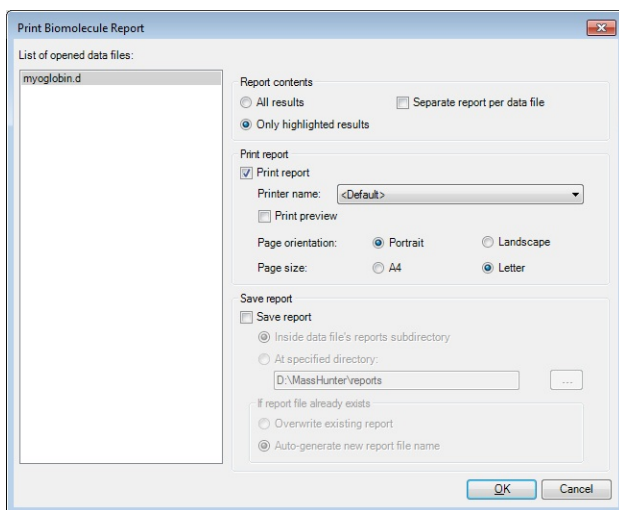 Print Biomolecule Report
List of opened data files:
myoglobin.d
Report contents
All results Separate report per data file
Only highlighted results
Print report
Print report
Printer name: <Default>
Print preview
Page orientation: Portrait Landscape
Page size: A4 Letter
Save report
Save report
Inside data file's reports subdirectory
At specified directory:
D:\MassHunter\reports ...
If report file already exists
Overwrite existing report
Auto-generate new report file name
OK Cancel